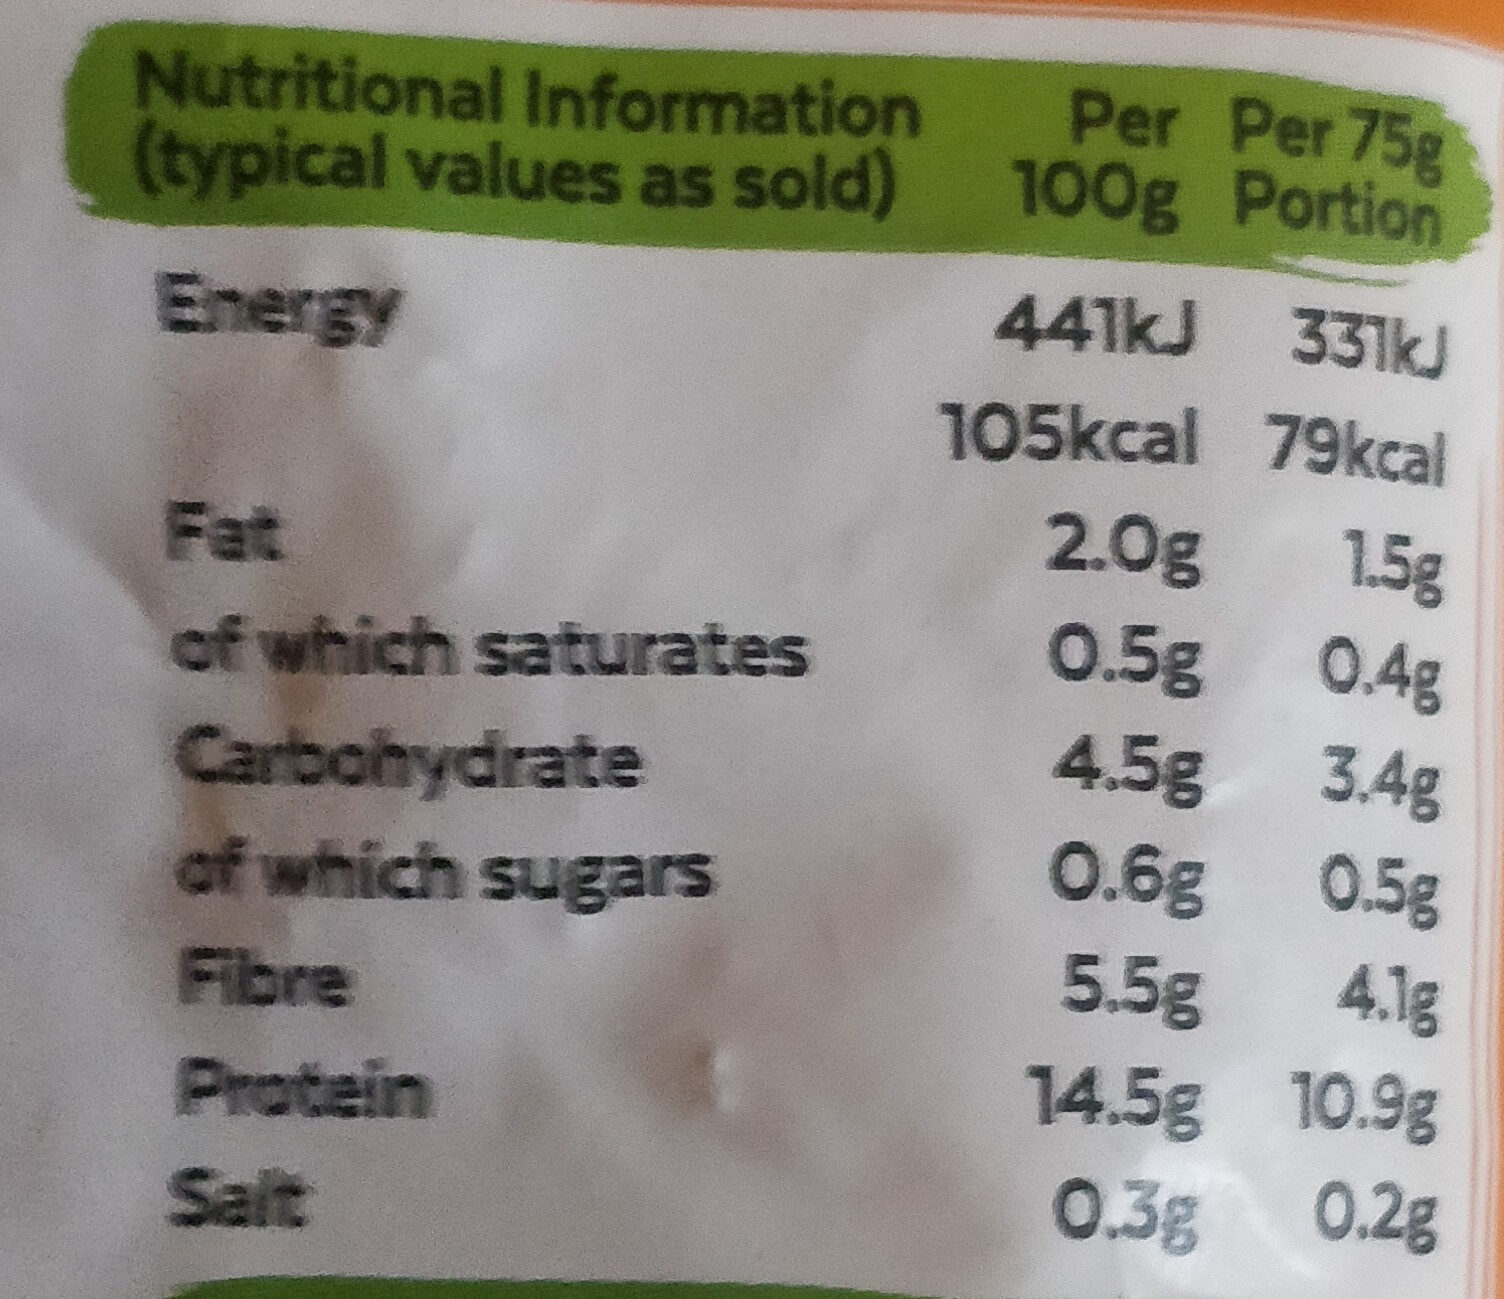 Nutritional Information Per Per 75g
(typical values as sold) 100g Portion
Energy 441kJ 331kJ
105kcal 79kcal
Fat 2.0g 1.5g
of which saturates 0.5g 0.4g
Carbohydrate 4.5g 3.4g
of which sugars 0.6g 0.5g
Fibre 5.5g 4.1g
Protein 14.5g 10.9g
Salt 0.3g 0.2g